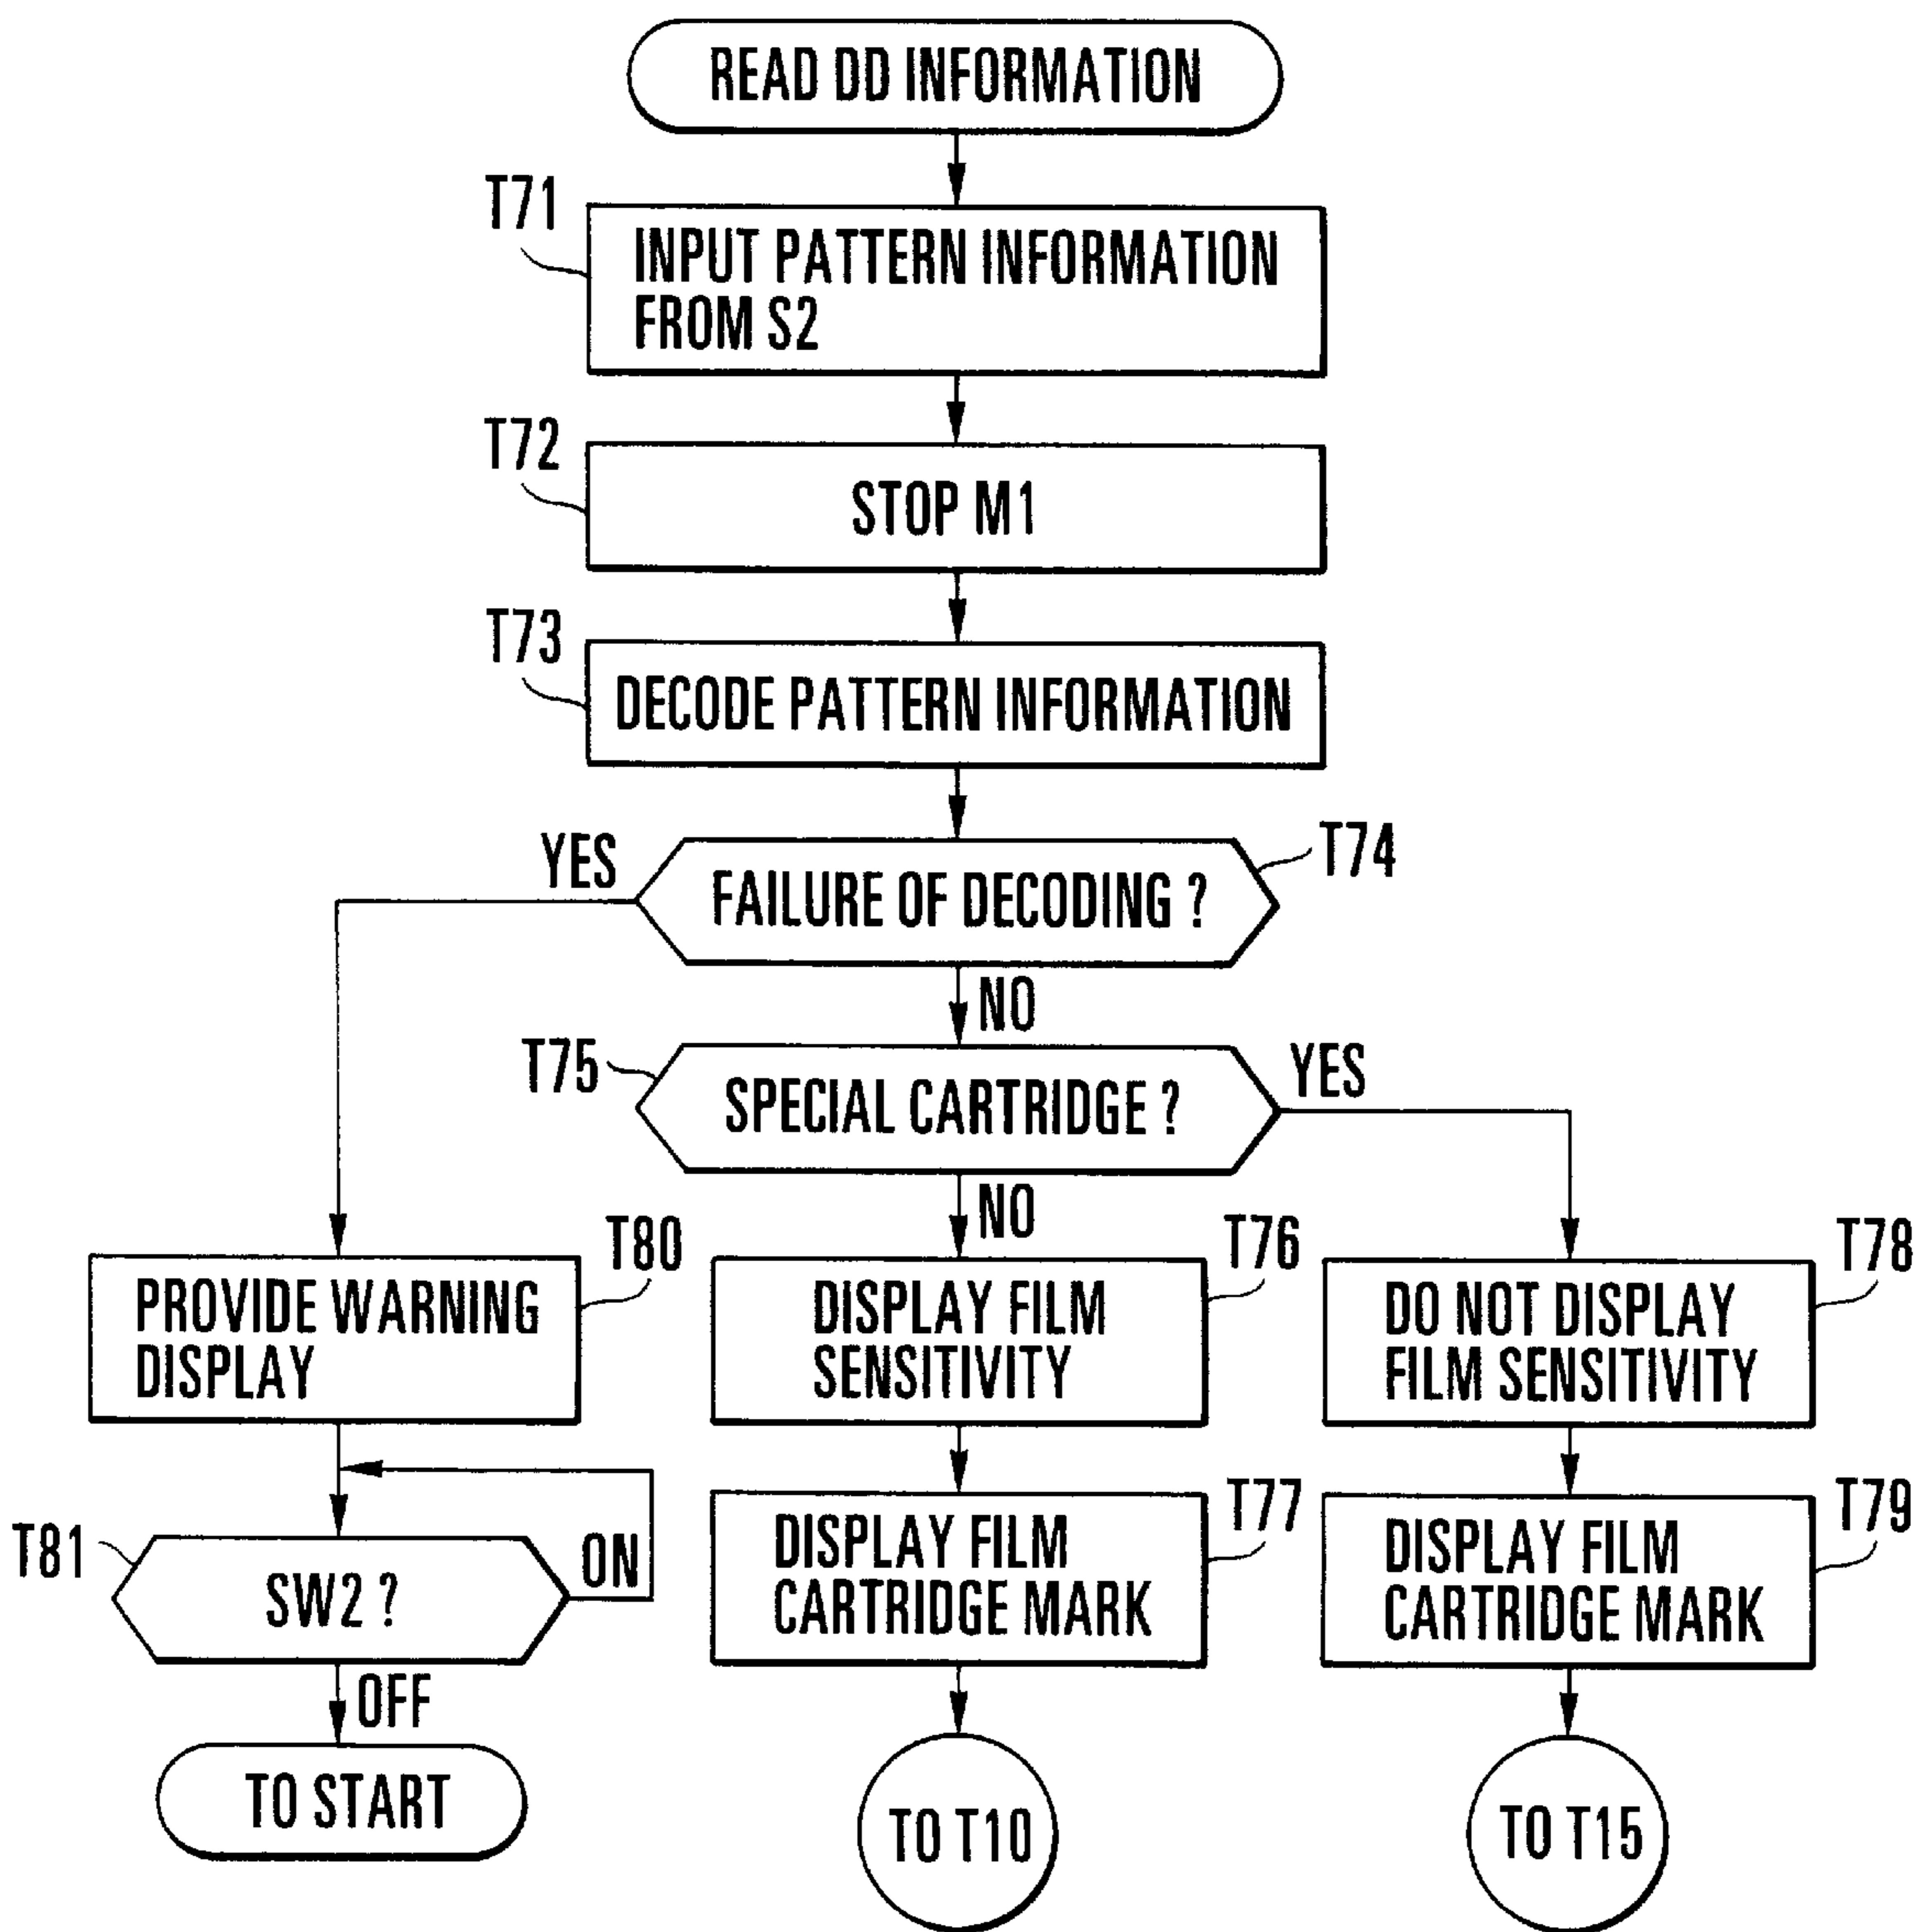 READ DD INFORMATION
T71
INPUT PATTERN INFORMATION
FROM S2
T72
STOP M1
T73
DECODE PATTERN INFORMATION
YES
T74
FAILURE OF DECODING ?
NO
T75
YES
SPECIAL CARTRIDGE ?
NO
T80
PROVIDE WARNING
DISPLAY
T76
DISPLAY FILM
SENSITIVITY
T78
DO NOT DISPLAY
FILM SENSITIVITY
T81
SW2 ?
ON
OFF
TO START
T77
DISPLAY FILM
CARTRIDGE MARK
TO T10
T79
DISPLAY FILM
CARTRIDGE MARK
TO T15